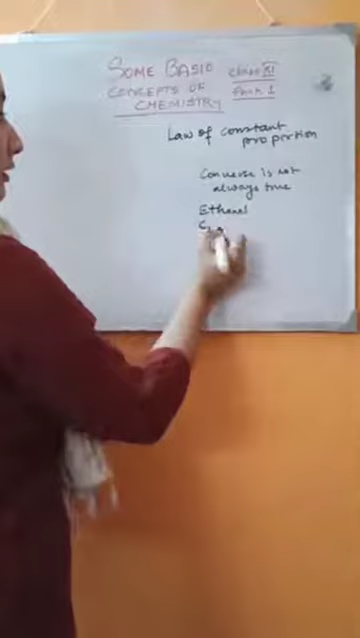 SOME BASIC
CONCEPTS OF
CHEMISTRY
Class XI
Part 1
Law of constant
proportion
Converse is not
always true
Ethanol
C2